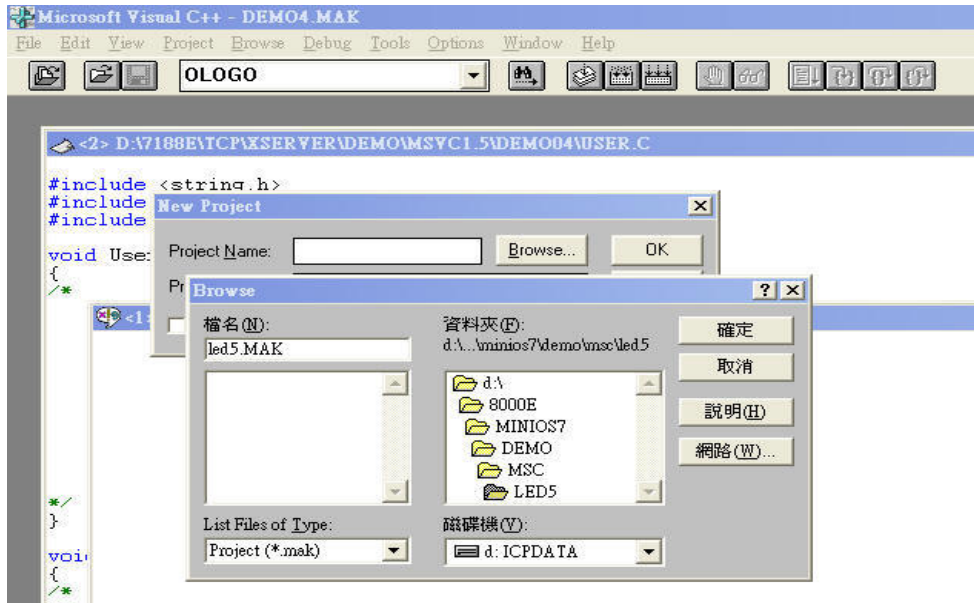 Microsoft Visual C++ - DEMO4.MAK
File Edit View Project Browse Debug Tools Options Window Help
OLOGO
<2> D:\7188E\TCP\XSERVER\DEMO\MSVC1.5\DEMO04\USER.C
#include <string.h>
#include
#include
New Project
Project Name:
Browse...
OK
void Use
{
/*
Pr
<1
Browse
檔名(N):
led5.MAK
資料夾(F):
d:\...\minios7\demo\msc\led5
d:\
8000E
MINIOS7
DEMO
MSC
LED5
確定
取消
說明(H)
網路(W)...
List Files of Type:
Project (*.mak)
磁碟機(V):
d: ICPDATA
*/
}
voi
{
/*